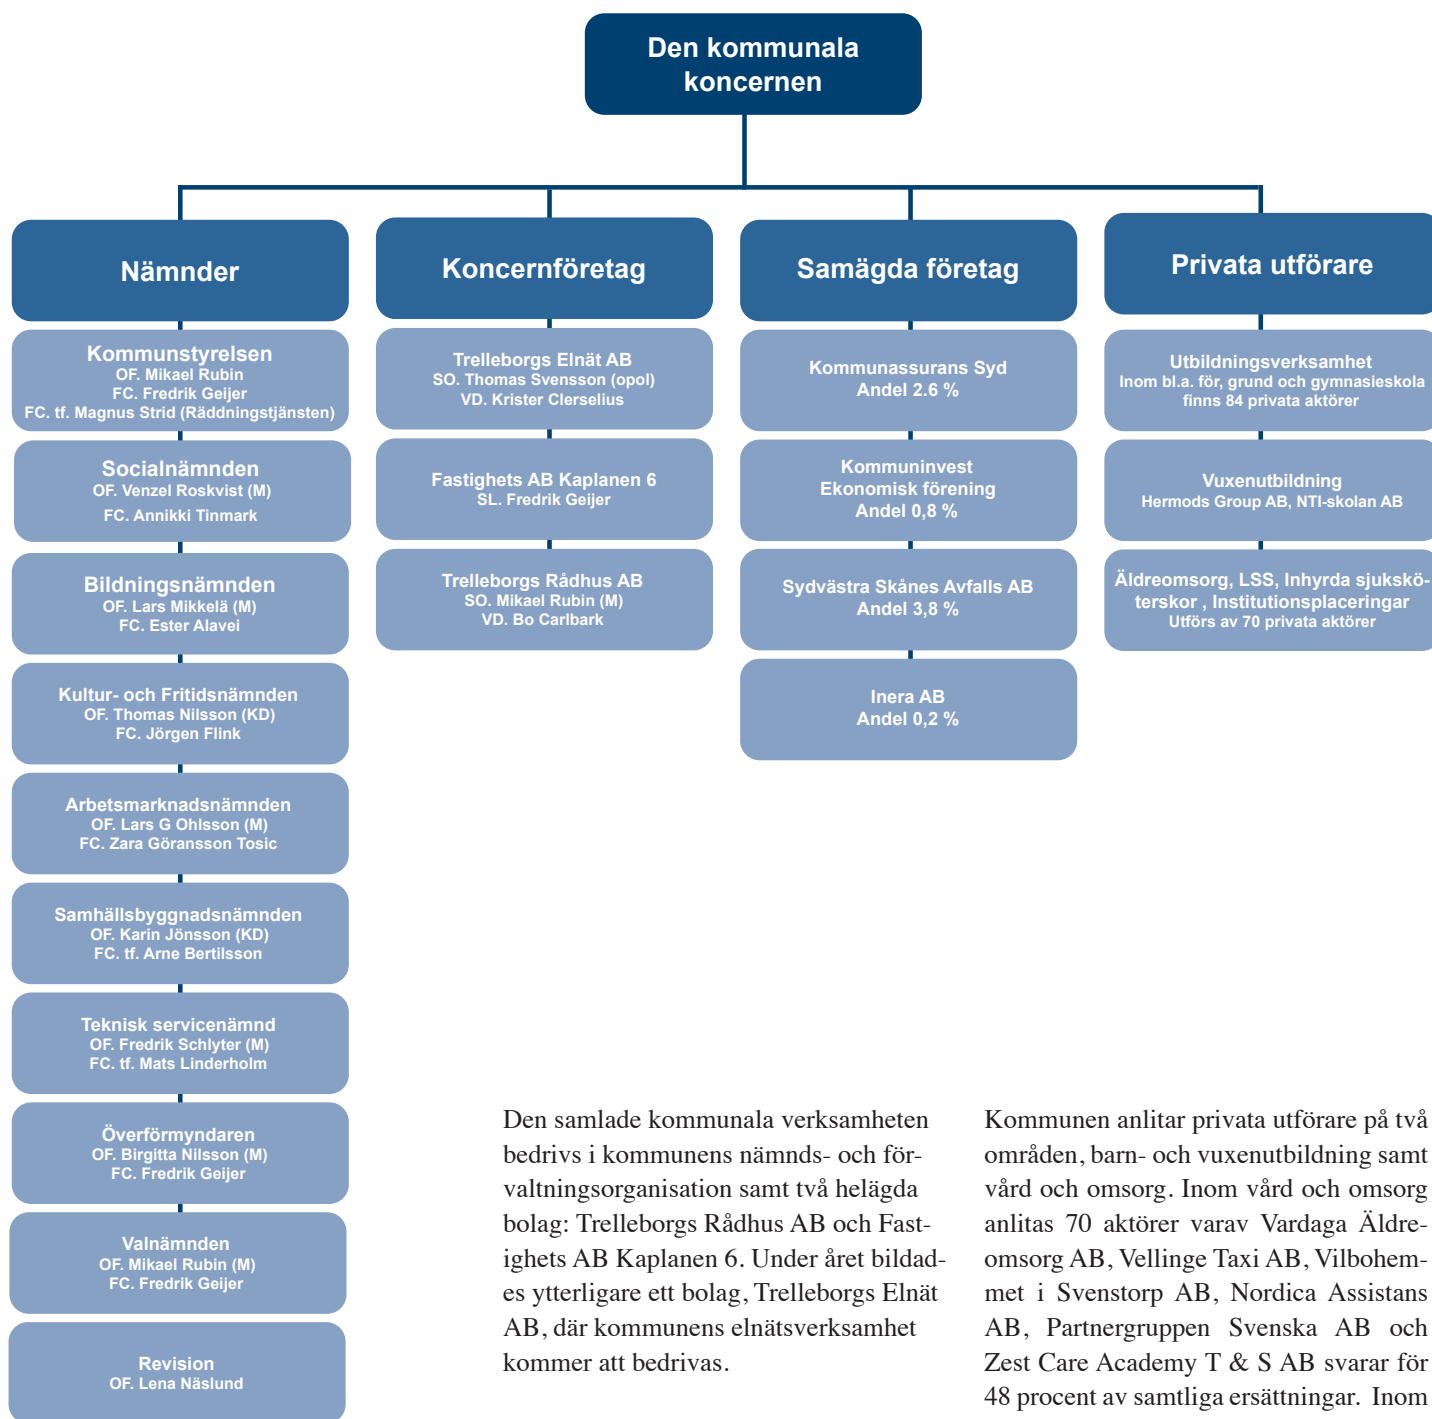 Den kommunala
koncernen
Nämnder
Kommunstyrelsen
OF. Mikael Rubin
FC. Fredrik Geijer
FC. tf. Magnus Strid (Räddningstjänsten)
Socialnämnden
OF. Venzel Roskvist (M)
FC. Annikki Tinmark
Bildningsnämnden
OF. Lars Mikkelä (M)
FC. Ester Alavei
Kultur- och Fritidsnämnden
OF. Thomas Nilsson (KD)
FC. Jörgen Flink
Arbetsmarknadsnämnden
OF. Lars G Ohlsson (M)
FC. Zara Göransson Tosic
Samhällsbyggnadsnämnden
OF. Karin Jönsson (KD)
FC. tf. Arne Bertilsson
Teknisk servicenämnd
OF. Fredrik Schlyter (M)
FC. tf. Mats Linderholm
Överförmyndaren
OF. Birgitta Nilsson (M)
FC. Fredrik Geijer
Valnämnden
OF. Mikael Rubin (M)
FC. Fredrik Geijer
Revision
OF. Lena Näslund
Koncernföretag
Trelleborgs Elnät AB
SO. Thomas Svensson (opol)
VD. Krister Clerselius
Fastighets AB Kaplanen 6
SL. Fredrik Geijer
Trelleborgs Rådhus AB
SO. Mikael Rubin (M)
VD. Bo Carlbark
Samägda företag
Kommunassurans Syd
Andel 2.6 %
Kommuninvest
Ekonomisk förening
Andel 0,8 %
Sydvästra Skånes Avfalls AB
Andel 3,8 %
Inera AB
Andel 0,2 %
Privata utförare
Utbildningsverksamhet
Inom bl.a. för, grund och gymnasieskola
finns 84 privata aktörer
Vuxenutbildning
Hermods Group AB, NTI-skolan AB
Äldreomsorg, LSS, Inhyrda sjukskö-
terskor , Institutionsplaceringar
Utförs av 70 privata aktörer
Den samlade kommunala verksamheten
bedrivs i kommunens nämnds- och för-
valtningsorganisation samt två helägda
bolag: Trelleborgs Rådhus AB och Fast-
ighets AB Kaplanen 6. Under året bildad-
es ytterligare ett bolag, Trelleborgs Elnät
AB, där kommunens elnätsverksamhet
kommer att bedrivas.
Kommunen anlitar privata utförare på två
områden, barn- och vuxenutbildning samt
vård och omsorg. Inom vård och omsorg
anlitas 70 aktörer varav Vardaga Äldre-
omsorg AB, Vellinge Taxi AB, Vilbohem-
met i Svenstorp AB, Nordica Assistans
AB, Partnergruppen Svenska AB och
Zest Care Academy T & S AB svarar för
48 procent av samtliga ersättningar. Inom